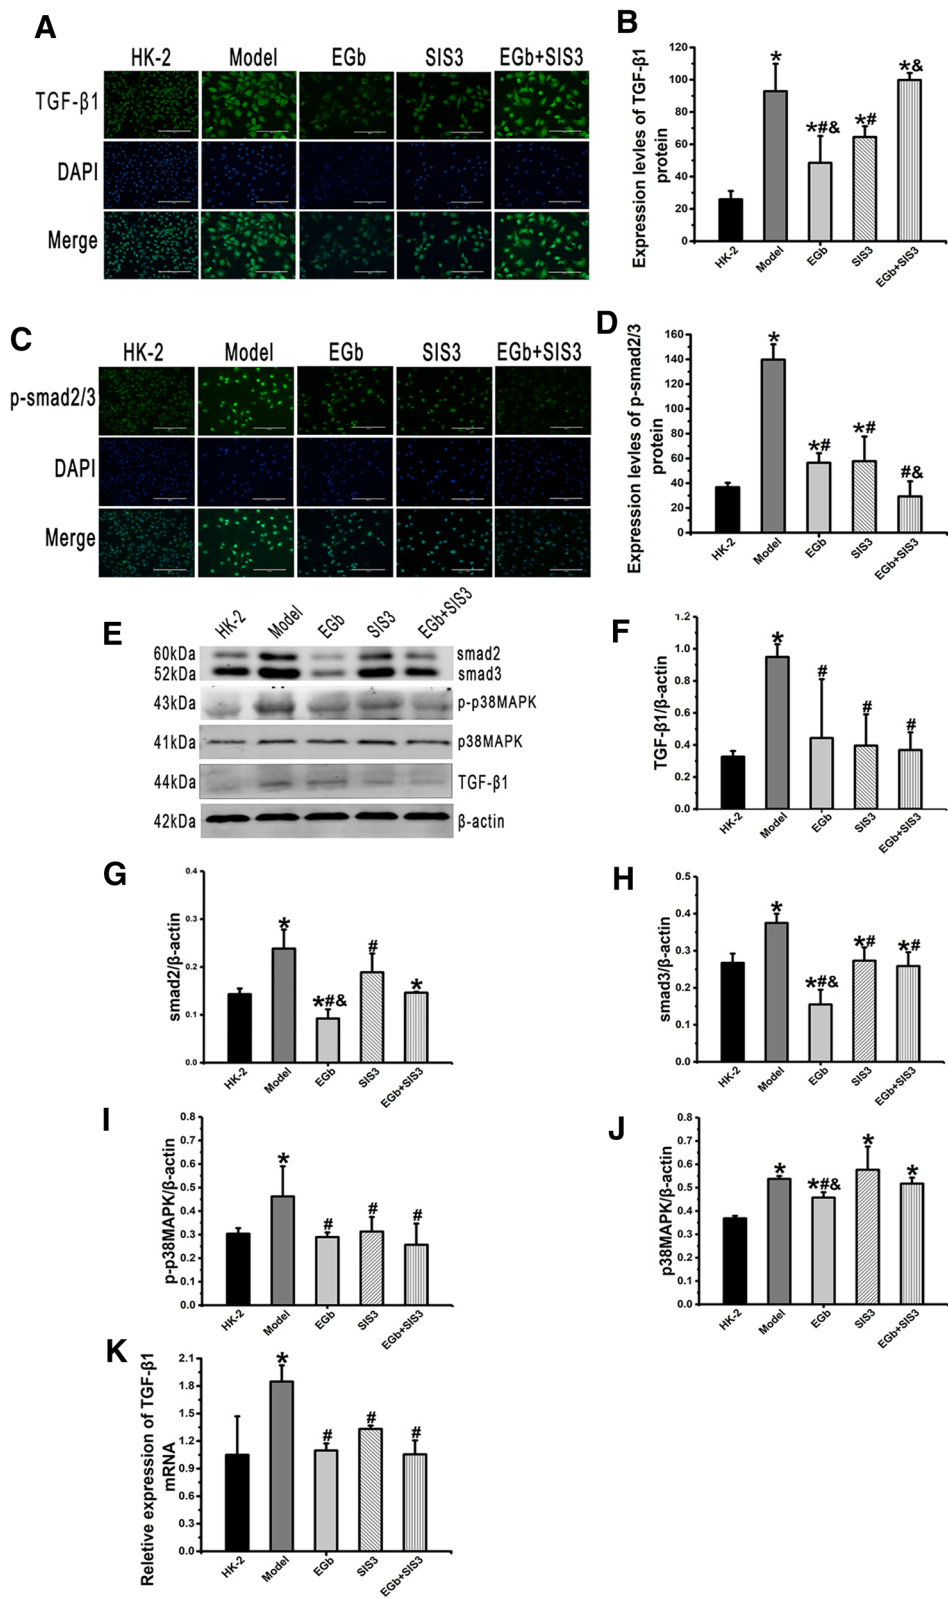 A
HK-2 Model EGb SIS3 EGb+SIS3
TGF-β1
DAPI
Merge
B
Expression levles of TGF-β1
protein
120
100
80
60
40
20
0
* *#& *# *&
HK-2 Model EGb SIS3 EGb+SIS3
C
HK-2 Model EGb SIS3 EGb+SIS3
p-smad2/3
DAPI
Merge
D
Expression levles of p-smad2/3
protein
160
140
120
100
80
60
40
20
0
* *# *# #&
HK-2 Model EGb SIS3 EGb+SIS3
E
HK-2 Model EGb SIS3 EGb+SIS3
60kDa smad2
52kDa smad3
43kDa p-p38MAPK
41kDa p38MAPK
44kDa TGF-β1
42kDa β-actin
F
TGF-β1/β-actin
1.2
1.0
0.8
0.6
0.4
0.2
0.0
* # # #
HK-2 Model EGb SIS3 EGb+SIS3
G
smad2/β-actin
0.4
0.3
0.2
0.1
0.0
* *#& # *
HK-2 Model EGb SIS3 EGb+SIS3
H
smad3/β-actin
0.5
0.4
0.3
0.2
0.1
0.0
* *#& *# *#
HK-2 Model EGb SIS3 EGb+SIS3
I
p-p38MAPK/β-actin
0.8
0.7
0.6
0.5
0.4
0.3
0.2
0.1
0.0
* # # #
HK-2 Model EGb SIS3 EGb+SIS3
J
p38MAPK/β-actin
0.8
0.7
0.6
0.5
0.4
0.3
0.2
0.1
0.0
* *#& * *
HK-2 Model EGb SIS3 EGb+SIS3
K
Reletive expression of TGF-β1
mRNA
2.1
1.8
1.5
1.2
0.9
0.6
0.3
0.0
* # # #
HK-2 Model EGb SIS3 EGb+SIS3